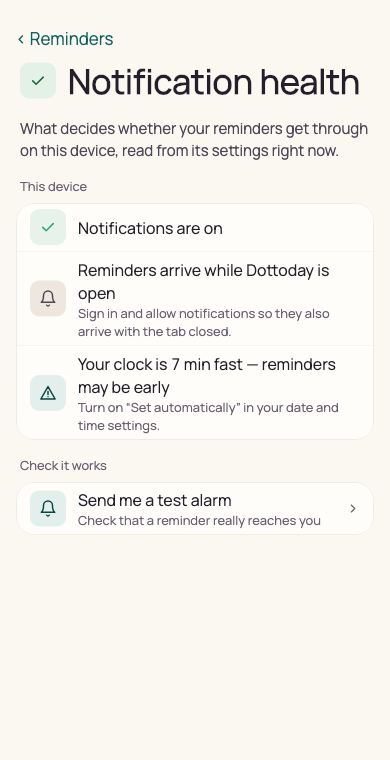 ‹ Reminders
Notification health
What decides whether your reminders get through
on this device, read from its settings right now.
This device
Notifications are on
Reminders arrive while Dottoday is
open
Sign in and allow notifications so they also
arrive with the tab closed.
Your clock is 7 min fast — reminders
may be early
Turn on “Set automatically” in your date and
time settings.
Check it works
Send me a test alarm
Check that a reminder really reaches you